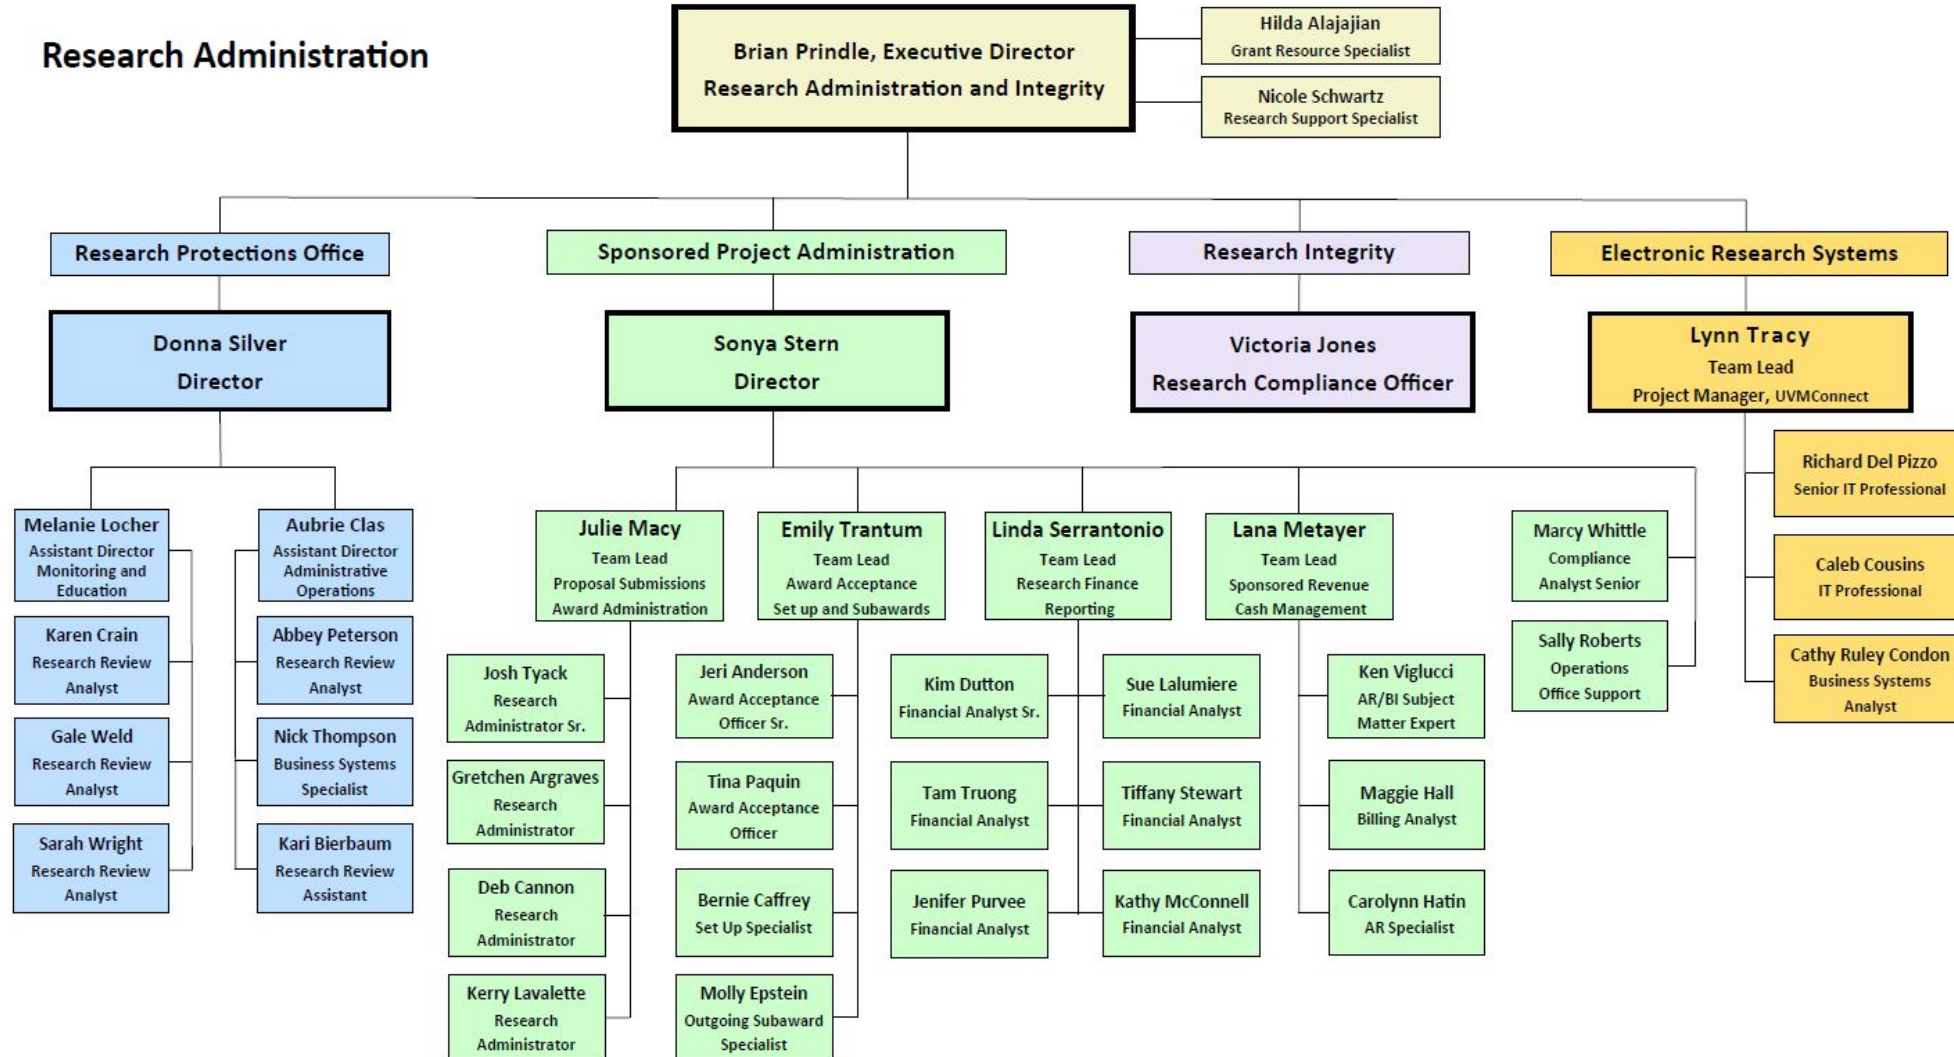 Research Administration
Brian Prindle, Executive Director
Research Administration and Integrity
Hilda Alajajian
Grant Resource Specialist
Nicole Schwartz
Research Support Specialist
Research Protections Office
Sponsored Project Administration
Research Integrity
Electronic Research Systems
Donna Silver
Director
Sonya Stern
Director
Victoria Jones
Research Compliance Officer
Lynn Tracy
Team Lead
Project Manager, UVMConnect
Melanie Locher
Assistant Director
Monitoring and
Education
Karen Crain
Research Review
Analyst
Gale Weld
Research Review
Analyst
Sarah Wright
Research Review
Analyst
Aubrie Clas
Assistant Director
Administrative
Operations
Abbey Peterson
Research Review
Analyst
Nick Thompson
Business Systems
Specialist
Kari Bierbaum
Research Review
Assistant
Julie Macy
Team Lead
Proposal Submissions
Award Administration
Josh Tyack
Research
Administrator Sr.
Gretchen Argraves
Research
Administrator
Deb Cannon
Research
Administrator
Kerry Lavalette
Research
Administrator
Emily Trantum
Team Lead
Award Acceptance
Set up and Subawards
Jeri Anderson
Award Acceptance
Officer Sr.
Tina Paquin
Award Acceptance
Officer
Bernie Caffrey
Set Up Specialist
Molly Epstein
Outgoing Subaward
Specialist
Linda Serrantonio
Team Lead
Research Finance
Reporting
Kim Dutton
Financial Analyst Sr.
Tam Truong
Financial Analyst
Jenifer Purvee
Financial Analyst
Sue Lalumiere
Financial Analyst
Tiffany Stewart
Financial Analyst
Kathy McConnell
Financial Analyst
Lana Metayer
Team Lead
Sponsored Revenue
Cash Management
Ken Viglucci
AR/BI Subject
Matter Expert
Maggie Hall
Billing Analyst
Carolynn Hatin
AR Specialist
Marcy Whittle
Compliance
Analyst Senior
Sally Roberts
Operations
Office Support
Richard Del Pizzo
Senior IT Professional
Caleb Cousins
IT Professional
Cathy Ruley Condon
Business Systems
Analyst